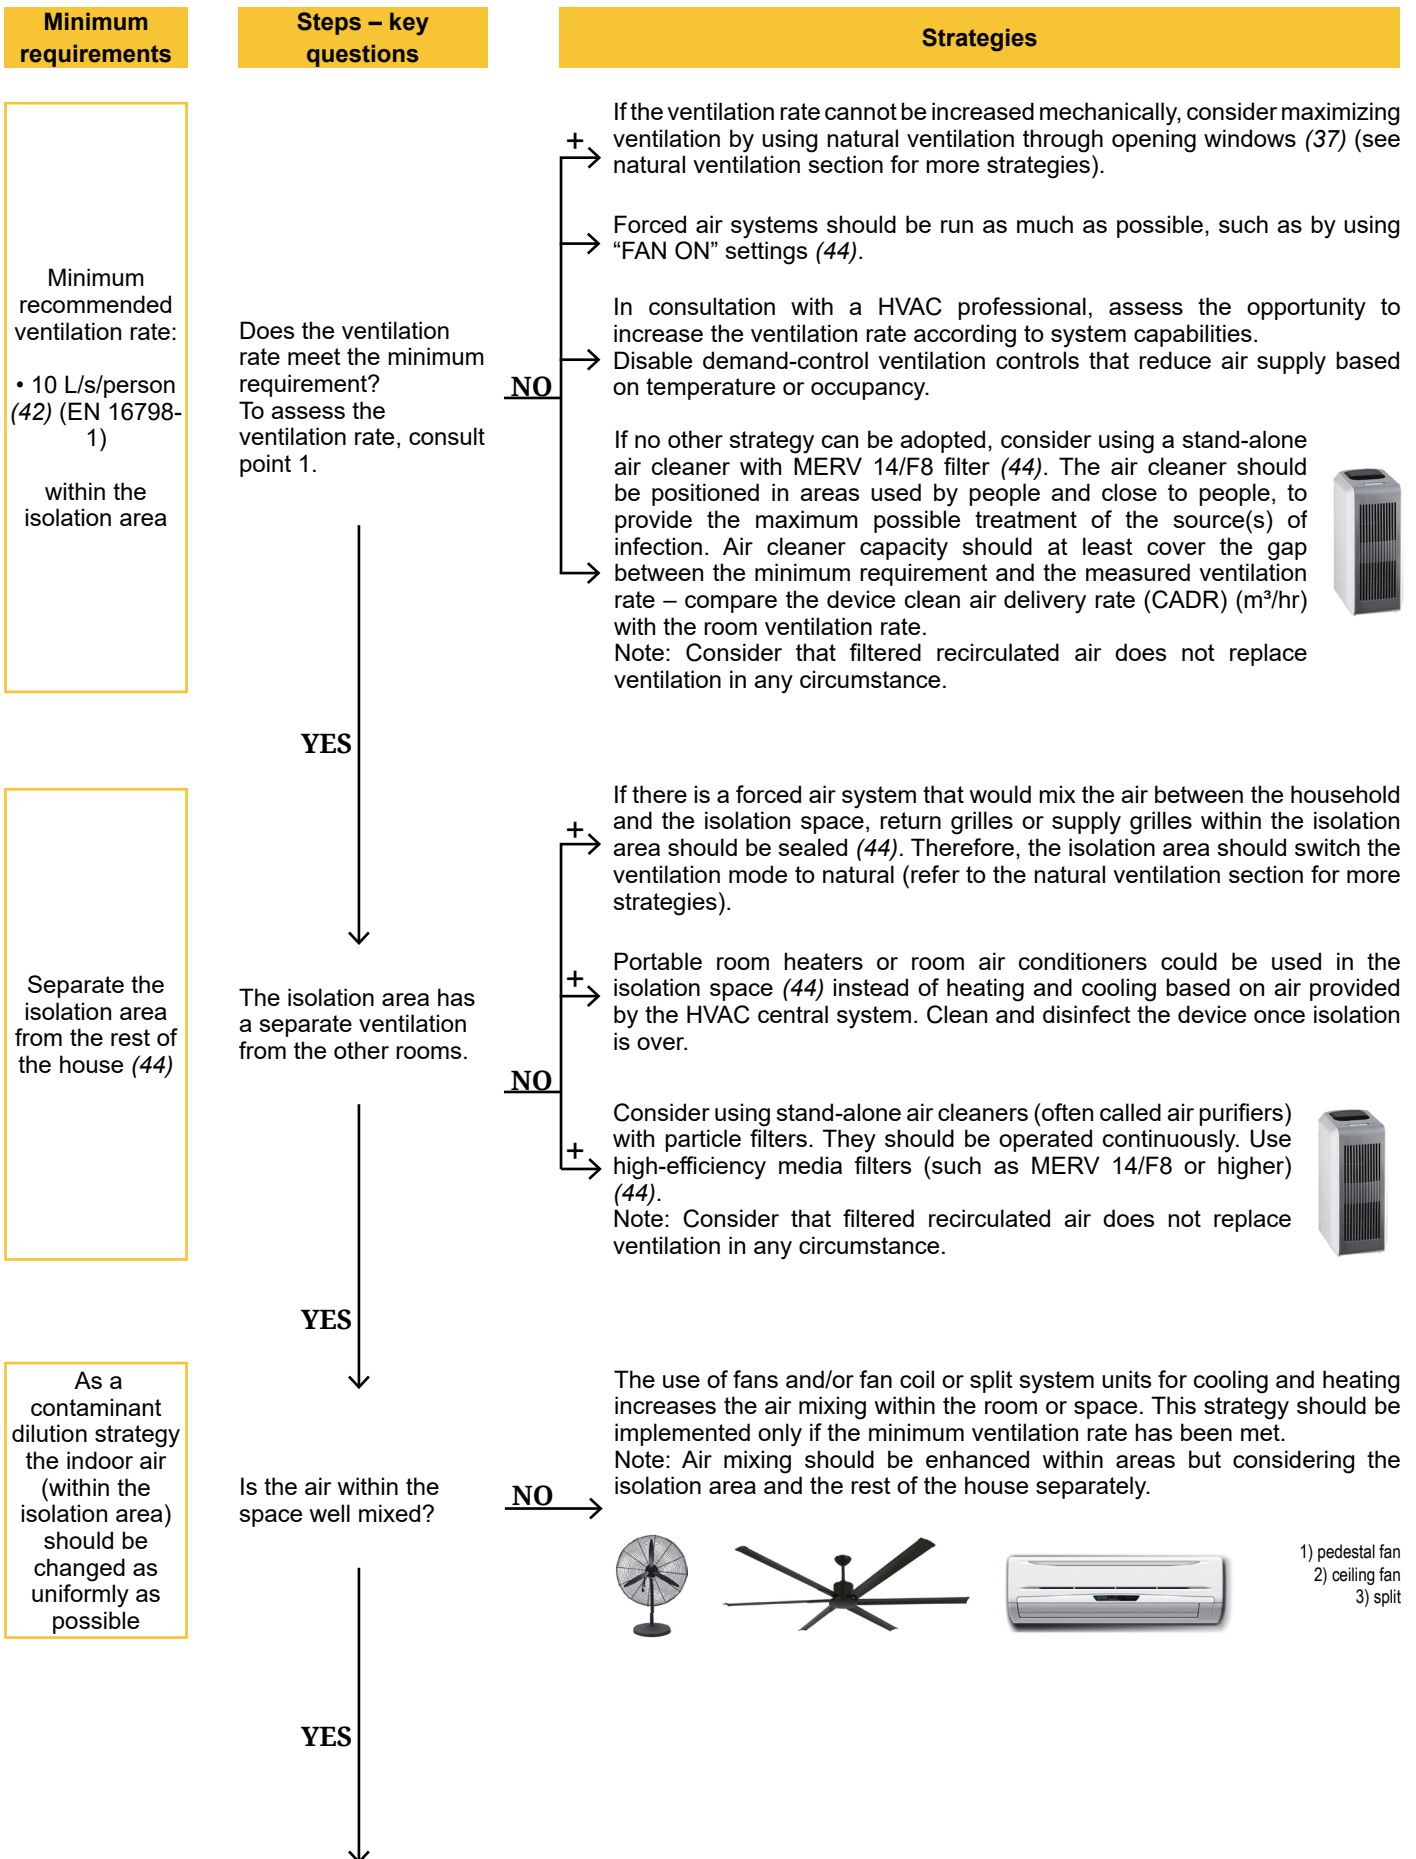 Minimum
requirements
Steps – key
questions
Strategies
Minimum
recommended
ventilation rate:
• 10 L/s/person
(42) (EN 16798-
1)
within the
isolation area
Does the ventilation
rate meet the minimum
requirement?
To assess the
ventilation rate, consult
point 1.
NO
+
If the ventilation rate cannot be increased mechanically, consider maximizing
ventilation by using natural ventilation through opening windows (37) (see
natural ventilation section for more strategies).
Forced air systems should be run as much as possible, such as by using
“FAN ON” settings (44).
In consultation with a HVAC professional, assess the opportunity to
increase the ventilation rate according to system capabilities.
Disable demand-control ventilation controls that reduce air supply based
on temperature or occupancy.
If no other strategy can be adopted, consider using a stand-alone
air cleaner with MERV 14/F8 filter (44). The air cleaner should
be positioned in areas used by people and close to people, to
provide the maximum possible treatment of the source(s) of
infection. Air cleaner capacity should at least cover the gap
between the minimum requirement and the measured ventilation
rate – compare the device clean air delivery rate (CADR) (m³/hr)
with the room ventilation rate.
Note: Consider that filtered recirculated air does not replace
ventilation in any circumstance.
YES
Separate the
isolation area
from the rest of
the house (44)
The isolation area has
a separate ventilation
from the other rooms.
NO
+
If there is a forced air system that would mix the air between the household
and the isolation space, return grilles or supply grilles within the isolation
area should be sealed (44). Therefore, the isolation area should switch the
ventilation mode to natural (refer to the natural ventilation section for more
strategies).
+
Portable room heaters or room air conditioners could be used in the
isolation space (44) instead of heating and cooling based on air provided
by the HVAC central system. Clean and disinfect the device once isolation
is over.
+
Consider using stand-alone air cleaners (often called air purifiers)
with particle filters. They should be operated continuously. Use
high-efficiency media filters (such as MERV 14/F8 or higher)
(44).
Note: Consider that filtered recirculated air does not replace
ventilation in any circumstance.
YES
As a
contaminant
dilution strategy
the indoor air
(within the
isolation area)
should be
changed as
uniformly as
possible
Is the air within the
space well mixed?
NO
The use of fans and/or fan coil or split system units for cooling and heating
increases the air mixing within the room or space. This strategy should be
implemented only if the minimum ventilation rate has been met.
Note: Air mixing should be enhanced within areas but considering the
isolation area and the rest of the house separately.
1) pedestal fan
2) ceiling fan
3) split
YES